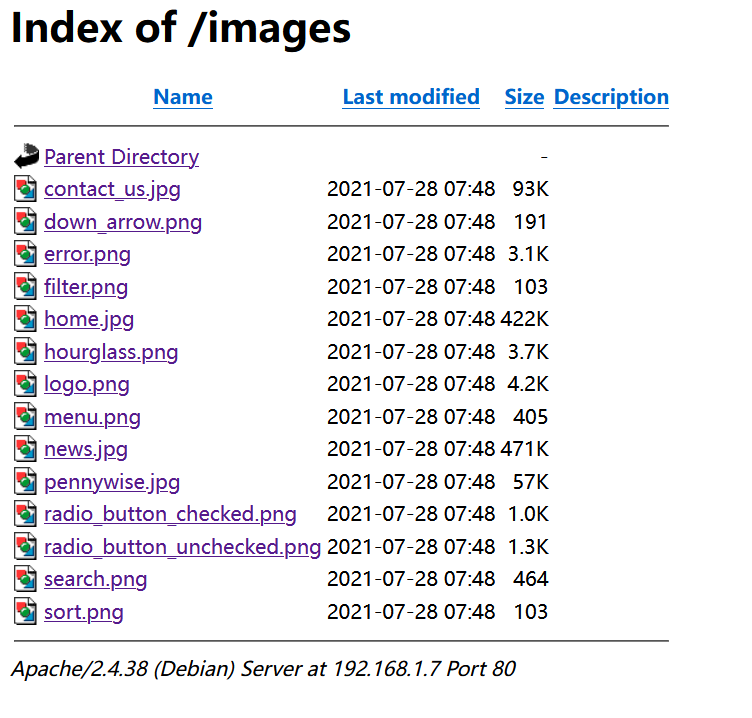 Index of /images
Name Last modified Size Description
Parent Directory -
contact_us.jpg 2021-07-28 07:48 93K
down_arrow.png 2021-07-28 07:48 191
error.png 2021-07-28 07:48 3.1K
filter.png 2021-07-28 07:48 103
home.jpg 2021-07-28 07:48 422K
hourglass.png 2021-07-28 07:48 3.7K
logo.png 2021-07-28 07:48 4.2K
menu.png 2021-07-28 07:48 405
news.jpg 2021-07-28 07:48 471K
pennywise.jpg 2021-07-28 07:48 57K
radio_button_checked.png 2021-07-28 07:48 1.0K
radio_button_unchecked.png 2021-07-28 07:48 1.3K
search.png 2021-07-28 07:48 464
sort.png 2021-07-28 07:48 103
Apache/2.4.38 (Debian) Server at 192.168.1.7 Port 80